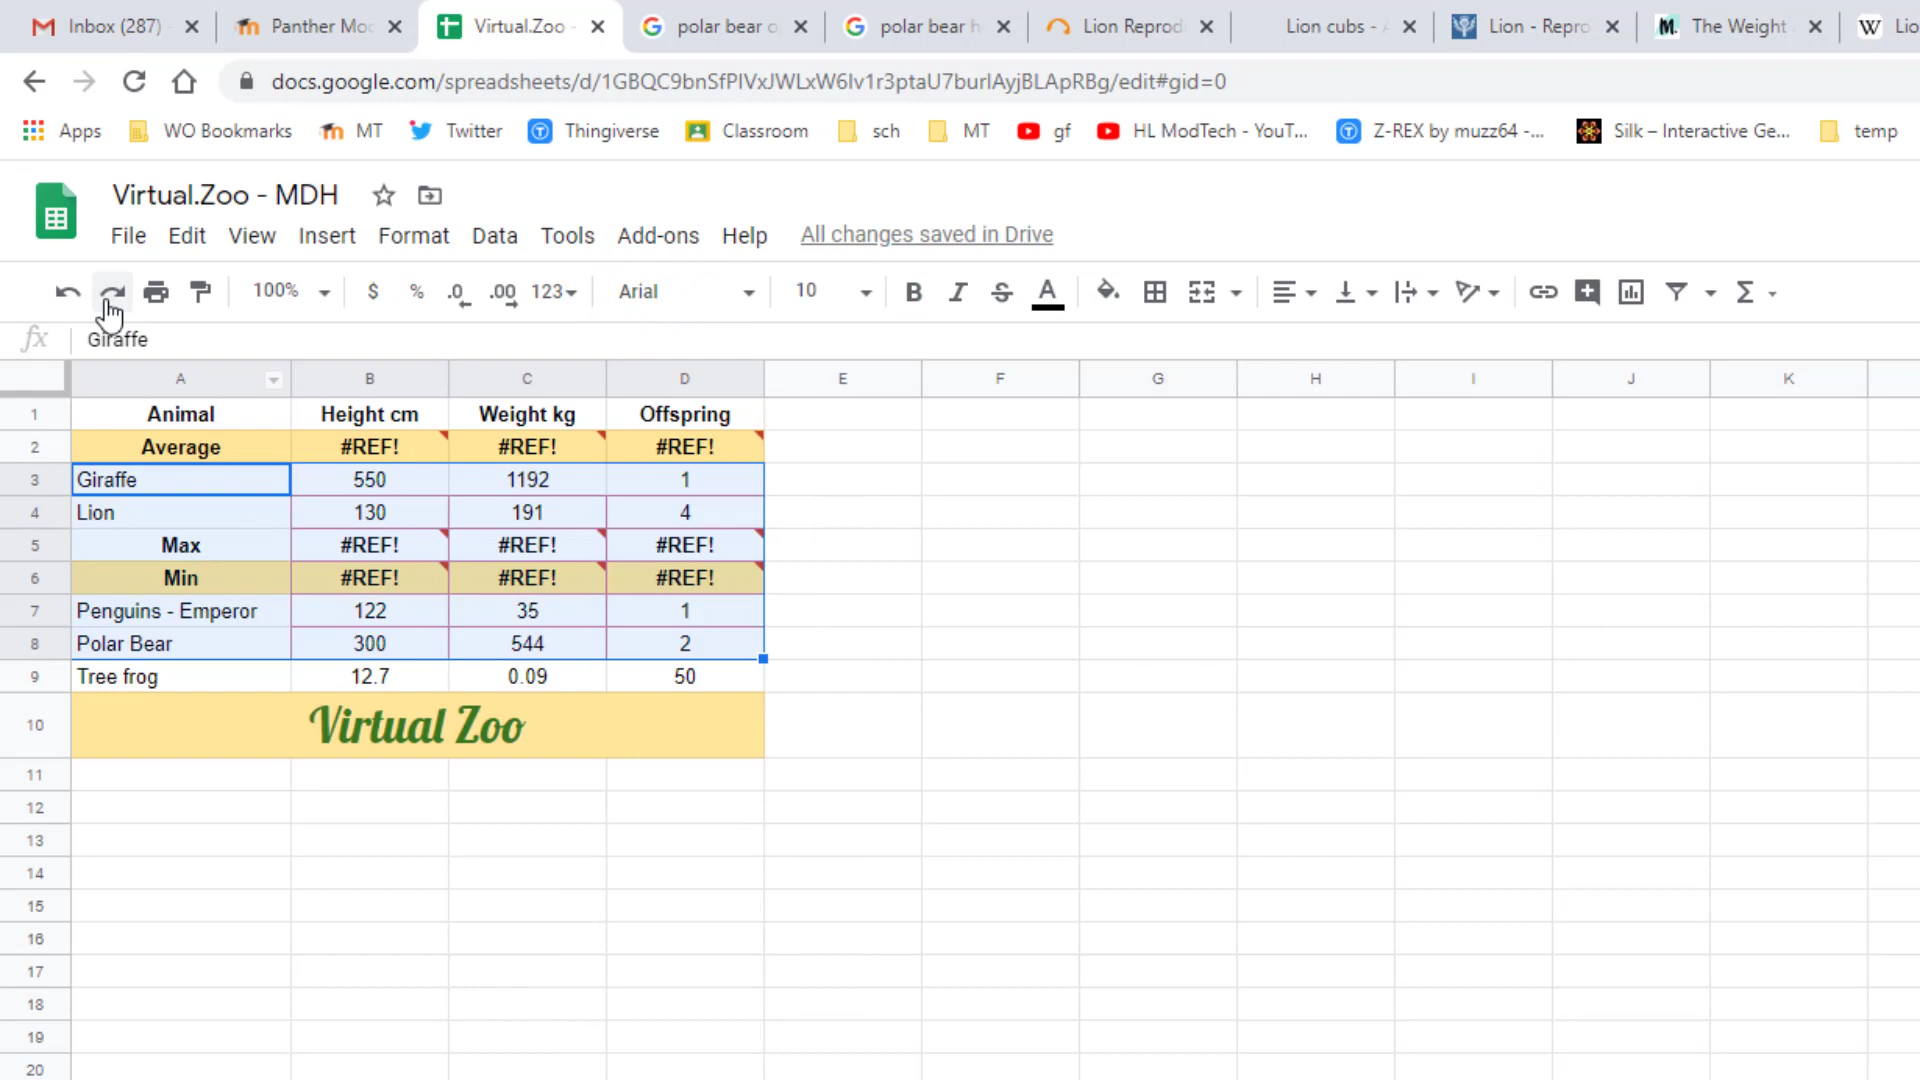 Inbox (287) Panther Moo Virtual.Zoo - polar bear o polar bear h Lion Reprod Lion cubs - Lion - Repro The Weight Lio
docs.google.com/spreadsheets/d/1GBQC9bnSfPIVxJWLxW6Iv1r3ptaU7burlAyjBLApRBg/edit#gid=0
Apps WO Bookmarks MT Twitter Thingiverse Classroom sch MT gf HL ModTech - YouT... Z-REX by muzz64 -... Silk – Interactive Ge... temp
Virtual.Zoo - MDH
File Edit View Insert Format Data Tools Add-ons Help All changes saved in Drive
100% $ % .0 .00 123 Arial 10 B I S A
fx Giraffe
A B C D E F G H I J K
1 Animal Height cm Weight kg Offspring
2 Average #REF! #REF! #REF!
3 Giraffe 550 1192 1
4 Lion 130 191 4
5 Max #REF! #REF! #REF!
6 Min #REF! #REF! #REF!
7 Penguins - Emperor 122 35 1
8 Polar Bear 300 544 2
9 Tree frog 12.7 0.09 50
10 Virtual Zoo
11
12
13
14
15
16
17
18
19
20